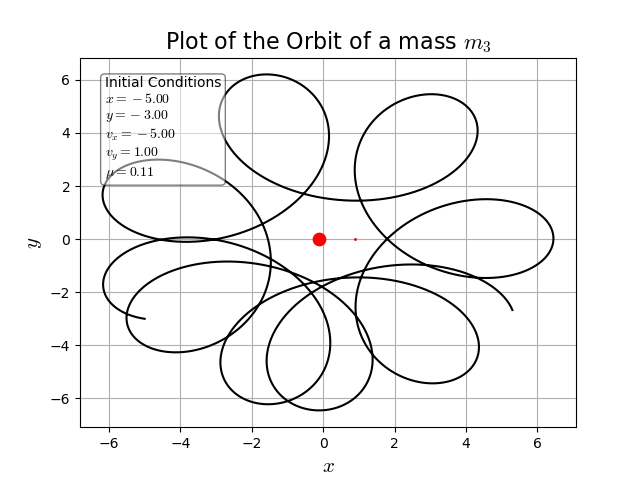 Plot of the Orbit of a mass m₃
Initial Conditions
x = −5.00
y = −3.00
vₓ = −5.00
v_y = 1.00
μ = 0.11
6
4
2
0
−2
−4
−6
y
−6 −4 −2 0 2 4 6
x